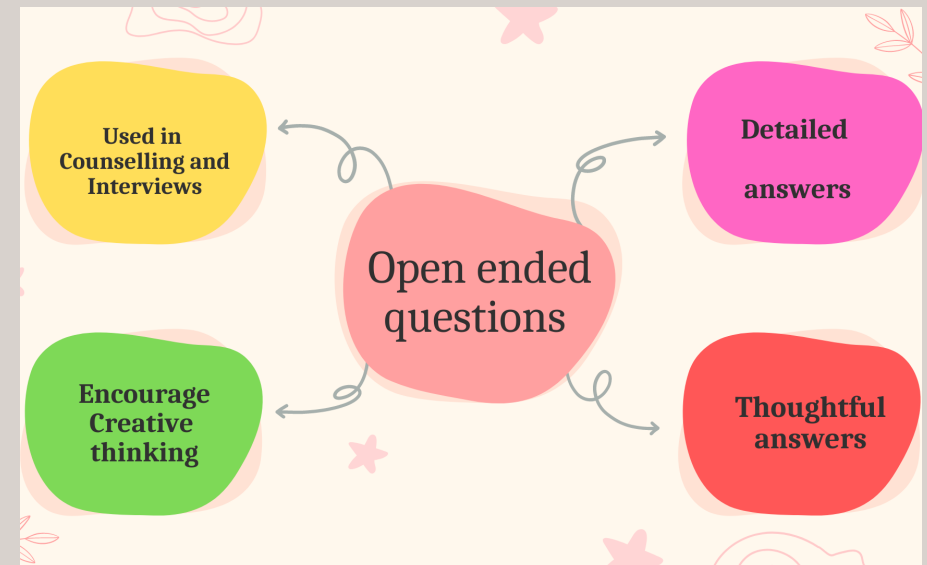 Used in
Counselling and
Interviews
Detailed
answers
Open ended
questions
Encourage
Creative
thinking
Thoughtful
answers